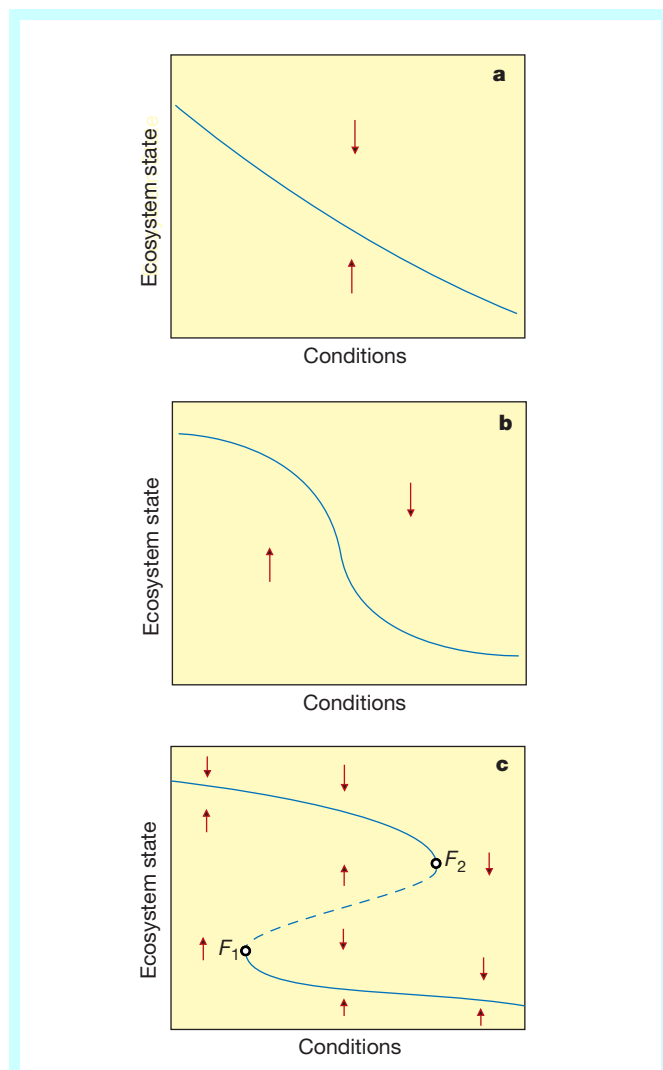 a
Ecosystem state
Conditions
b
Ecosystem state
Conditions
c
F2
F1
Ecosystem state
Conditions